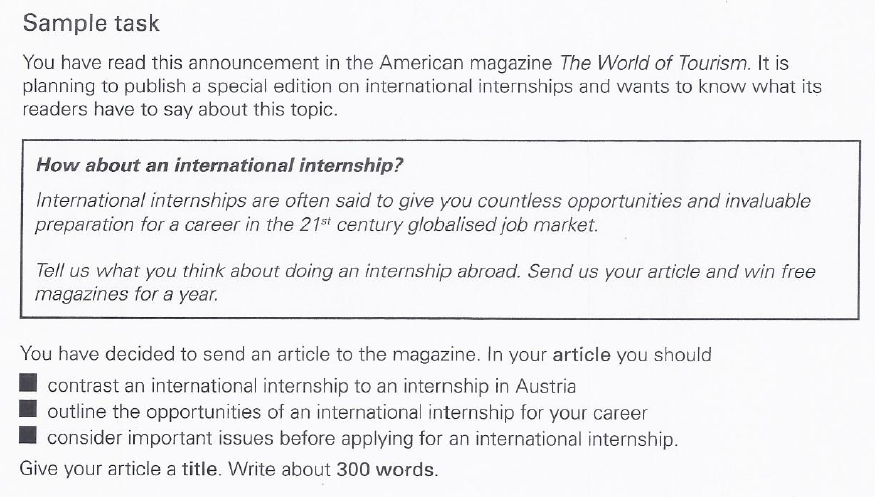 Sample task
You have read this announcement in the American magazine The World of Tourism. It is
planning to publish a special edition on international internships and wants to know what its
readers have to say about this topic.
How about an international internship?
International internships are often said to give you countless opportunities and invaluable
preparation for a career in the 21st century globalised job market.
Tell us what you think about doing an internship abroad. Send us your article and win free
magazines for a year.
You have decided to send an article to the magazine. In your article you should
■ contrast an international internship to an internship in Austria
■ outline the opportunities of an international internship for your career
■ consider important issues before applying for an international internship.
Give your article a title. Write about 300 words.